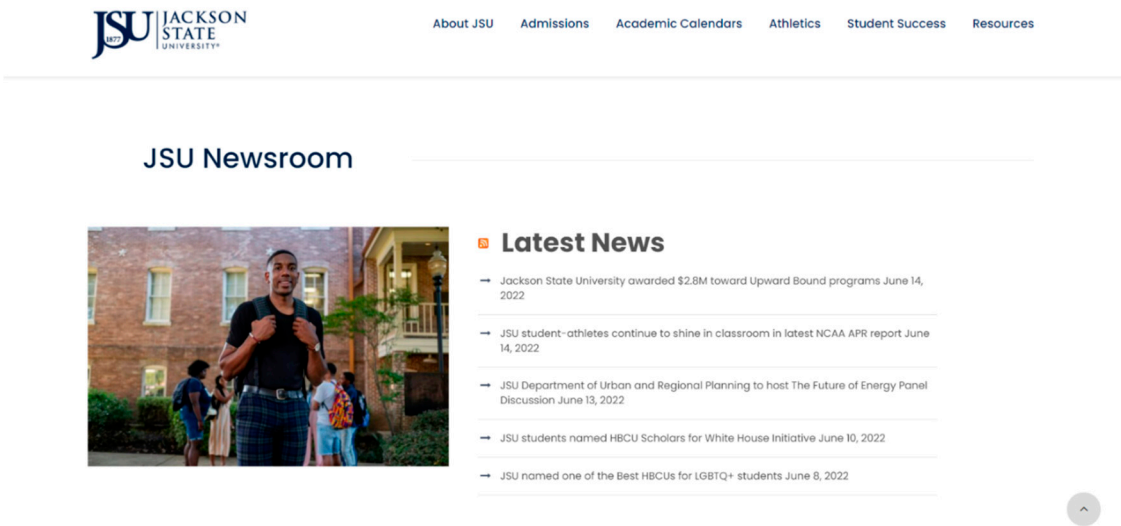 JSU
1877
JACKSON
STATE
UNIVERSITY®
About JSU Admissions Academic Calendars Athletics Student Success Resources
JSU Newsroom
Latest News
Jackson State University awarded $2.8M toward Upward Bound programs June 14,
2022
JSU student-athletes continue to shine in classroom in latest NCAA APR report June
14, 2022
JSU Department of Urban and Regional Planning to host The Future of Energy Panel
Discussion June 13, 2022
JSU students named HBCU Scholars for White House Initiative June 10, 2022
JSU named one of the Best HBCUs for LGBTQ+ students June 8, 2022